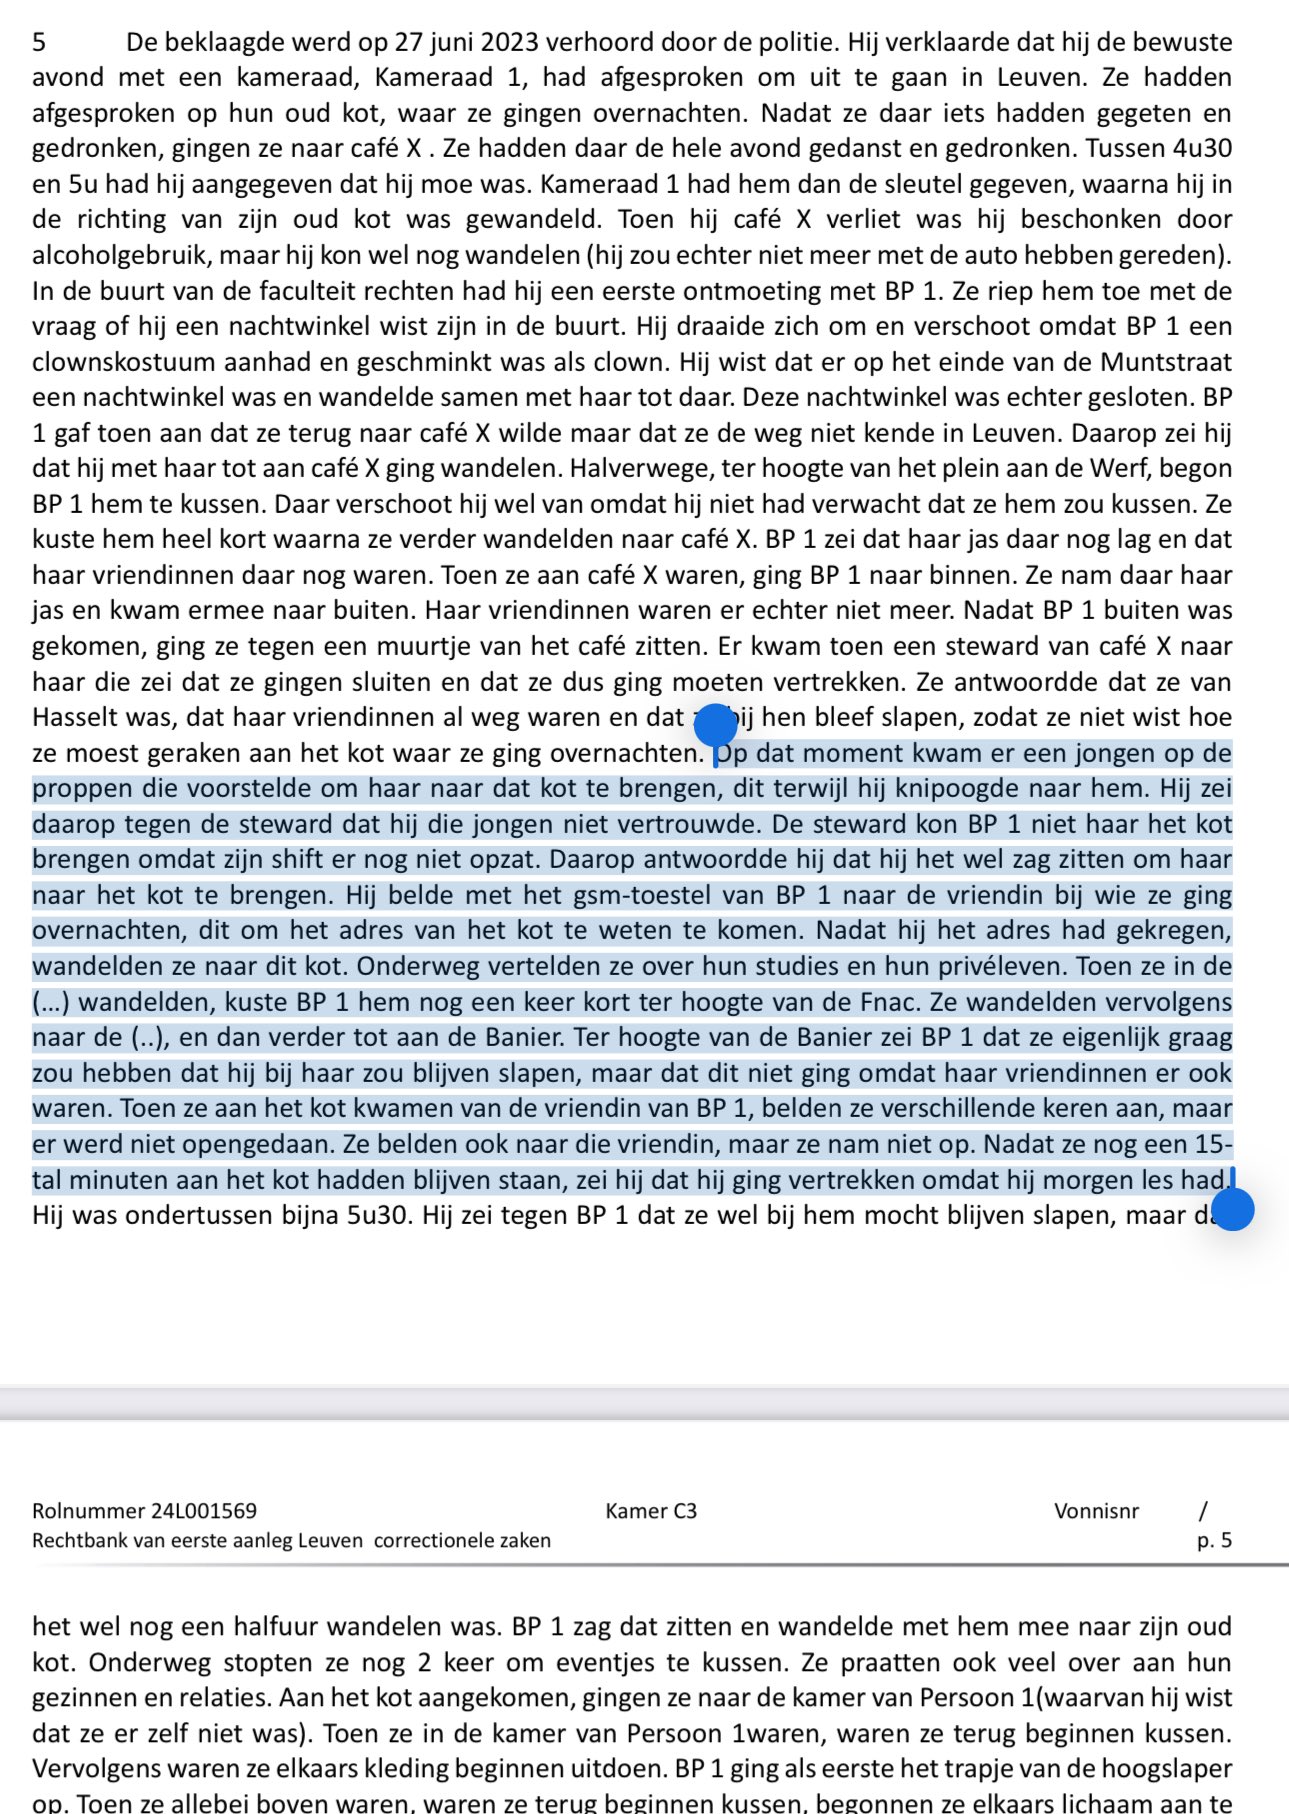 5 De beklaagde werd op 27 juni 2023 verhoord door de politie. Hij verklaarde dat hij de bewuste
avond met een kameraad, Kameraad 1, had afgesproken om uit te gaan in Leuven. Ze hadden
afgesproken op hun oud kot, waar ze gingen overnachten. Nadat ze daar iets hadden gegeten en
gedronken, gingen ze naar café X . Ze hadden daar de hele avond gedanst en gedronken. Tussen 4u30
en 5u had hij aangegeven dat hij moe was. Kameraad 1 had hem dan de sleutel gegeven, waarna hij in
de richting van zijn oud kot was gewandeld. Toen hij café X verliet was hij beschonken door
alcoholgebruik, maar hij kon wel nog wandelen (hij zou echter niet meer met de auto hebben gereden).
In de buurt van de faculteit rechten had hij een eerste ontmoeting met BP 1. Ze riep hem toe met de
vraag of hij een nachtwinkel wist zijn in de buurt. Hij draaide zich om en verschoot omdat BP 1 een
clownskostuum aanhad en geschminkt was als clown. Hij wist dat er op het einde van de Muntstraat
een nachtwinkel was en wandelde samen met haar tot daar. Deze nachtwinkel was echter gesloten. BP
1 gaf toen aan dat ze terug naar café X wilde maar dat ze de weg niet kende in Leuven. Daarop zei hij
dat hij met haar tot aan café X ging wandelen. Halverwege, ter hoogte van het plein aan de Werf, begon
BP 1 hem te kussen. Daar verschoot hij wel van omdat hij niet had verwacht dat ze hem zou kussen. Ze
kuste hem heel kort waarna ze verder wandelden naar café X. BP 1 zei dat haar jas daar nog lag en dat
haar vriendinnen daar nog waren. Toen ze aan café X waren, ging BP 1 naar binnen. Ze nam daar haar
jas en kwam ermee naar buiten. Haar vriendinnen waren er echter niet meer. Nadat BP 1 buiten was
gekomen, ging ze tegen een muurtje van het café zitten. Er kwam toen een steward van café X naar
haar die zei dat ze gingen sluiten en dat ze dus ging moeten vertrekken. Ze antwoordde dat ze van
Hasselt was, dat haar vriendinnen al weg waren en dat bij hen bleef slapen, zodat ze niet wist hoe
ze moest geraken aan het kot waar ze ging overnachten. Op dat moment kwam er een jongen op de
proppen die voorstelde om haar naar dat kot te brengen, dit terwijl hij knipoogde naar hem. Hij zei
daarop tegen de steward dat hij die jongen niet vertrouwde. De steward kon BP 1 niet haar het kot
brengen omdat zijn shift er nog niet opzat. Daarop antwoordde hij dat hij het wel zag zitten om haar
naar het kot te brengen. Hij belde met het gsm-toestel van BP 1 naar de vriendin bij wie ze ging
overnachten, dit om het adres van het kot te weten te komen. Nadat hij het adres had gekregen,
wandelden ze naar dit kot. Onderweg vertelden ze over hun studies en hun privéleven. Toen ze in de
(...) wandelden, kuste BP 1 hem nog een keer kort ter hoogte van de Fnac. Ze wandelden vervolgens
naar de (..), en dan verder tot aan de Banier. Ter hoogte van de Banier zei BP 1 dat ze eigenlijk graag
zou hebben dat hij bij haar zou blijven slapen, maar dat dit niet ging omdat haar vriendinnen er ook
waren. Toen ze aan het kot kwamen van de vriendin van BP 1, belden ze verschillende keren aan, maar
er werd niet opengedaan. Ze belden ook naar die vriendin, maar ze nam niet op. Nadat ze nog een 15-
tal minuten aan het kot hadden blijven staan, zei hij dat hij ging vertrekken omdat hij morgen les had.
Hij was ondertussen bijna 5u30. Hij zei tegen BP 1 dat ze wel bij hem mocht blijven slapen, maar
Rolnummer 24L001569 Kamer C3 Vonnisnr /
Rechtbank van eerste aanleg Leuven correctionele zaken p. 5
het wel nog een halfuur wandelen was. BP 1 zag dat zitten en wandelde met hem mee naar zijn oud
kot. Onderweg stopten ze nog 2 keer om eventjes te kussen. Ze praatten ook veel over aan hun
gezinnen en relaties. Aan het kot aangekomen, gingen ze naar de kamer van Persoon 1(waarvan hij wist
dat ze er zelf niet was). Toen ze in de kamer van Persoon 1waren, waren ze terug beginnen kussen.
Vervolgens waren ze elkaars kleding beginnen uitdoen. BP 1 ging als eerste het trapje van de hoogslaper
op. Toen ze allebei boven waren, waren ze terug beginnen kussen, begonnen ze elkaars lichaam aan te